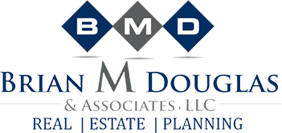 BMD
BRIAN M DOUGLAS
& ASSOCIATES, LLC
REAL | ESTATE | PLANNING